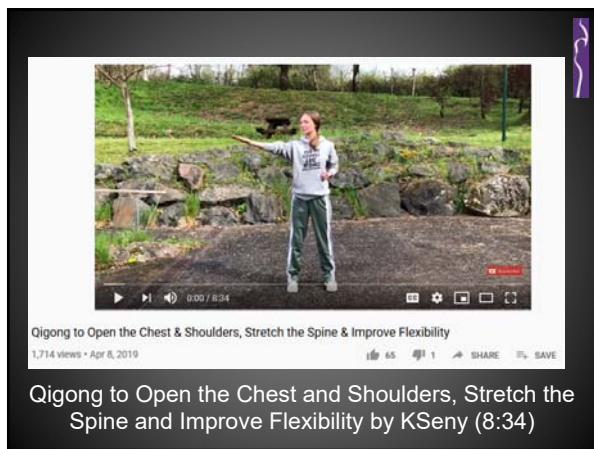 0:00 / 8:34
Qigong to Open the Chest & Shoulders, Stretch the Spine & Improve Flexibility
1,714 views • Apr 8, 2019
65
1
SHARE
SAVE
Qigong to Open the Chest and Shoulders, Stretch the
Spine and Improve Flexibility by KSeny (8:34)